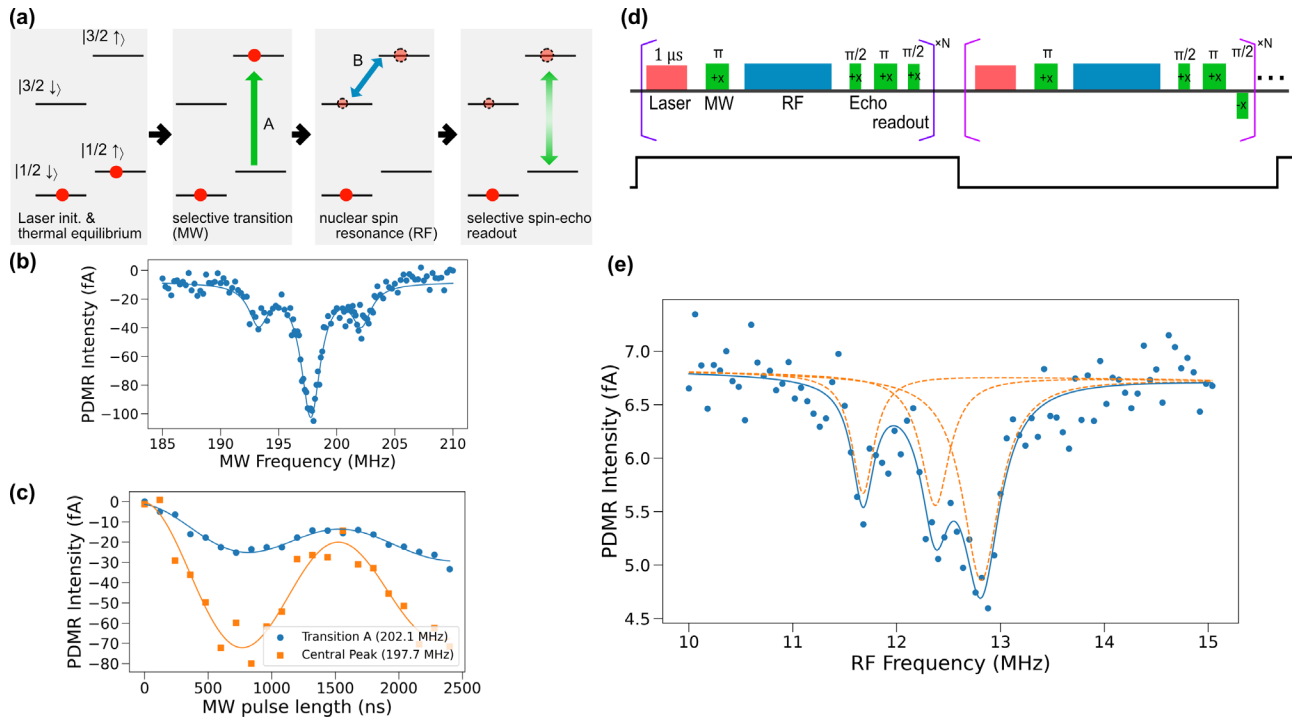 (a)
|3/2 ↑⟩
|3/2 ↓⟩
|1/2 ↑⟩
|1/2 ↓⟩
Laser init. &
thermal equilibrium
A
selective transition
(MW)
B
nuclear spin
resonance (RF)
selective spin-echo
readout
(b)
PDMR Intensty (fA)
0
−20
−40
−60
−80
−100
185
190
195
200
205
210
MW Frequency (MHz)
(c)
PDMR Intensity (fA)
0
−10
−20
−30
−40
−50
−60
−70
−80
Transition A (202.1 MHz)
Central Peak (197.7 MHz)
0
500
1000
1500
2000
2500
MW pulse length (ns)
(d)
1 μs
π
π/2
π
π/2
×N
π
π/2
π
π/2
×N
+x
+x
+x
+x
+x
+x
+x
-x
Laser
MW
RF
Echo
readout
(e)
PDMR Intensity (fA)
7.0
6.5
6.0
5.5
5.0
4.5
10
11
12
13
14
15
RF Frequency (MHz)